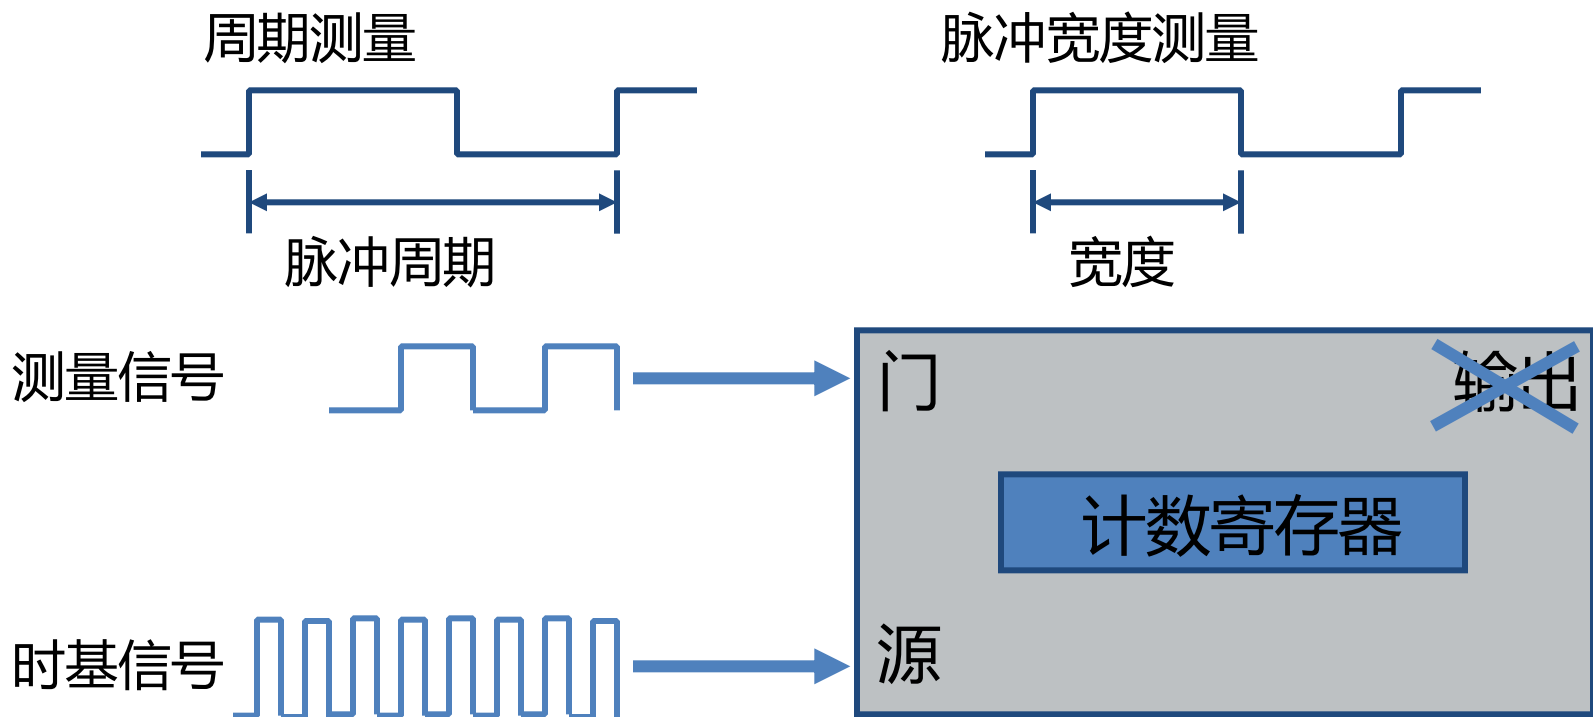 周期测量
脉冲宽度测量
脉冲周期
宽度
测量信号
门
输出
计数寄存器
时基信号
源